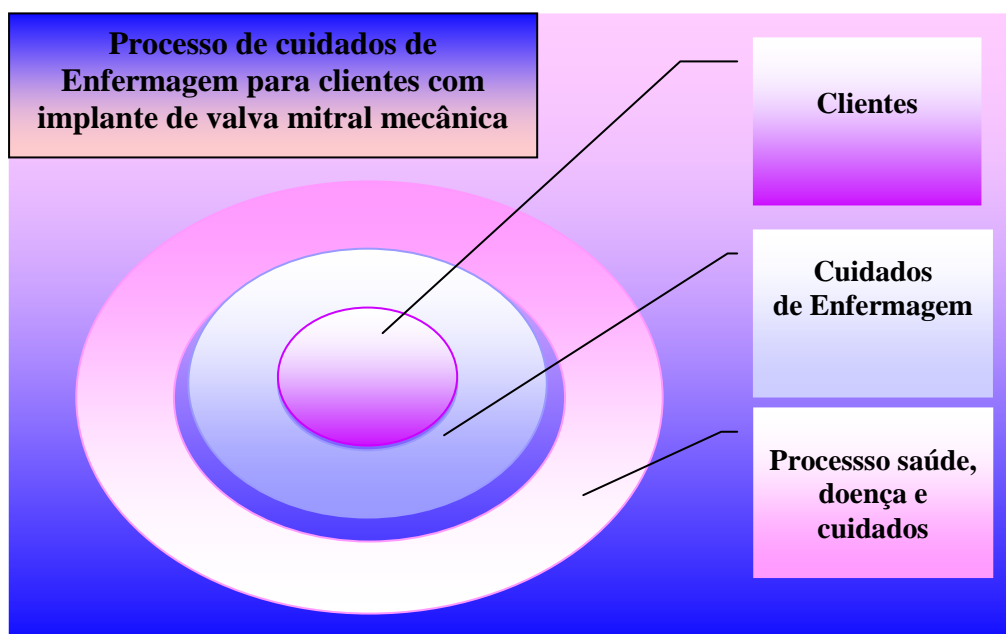 Processo de cuidados de
Enfermagem para clientes com
implante de valva mitral mecânica
Clientes
Cuidados
de Enfermagem
Processso saúde,
doença e
cuidados